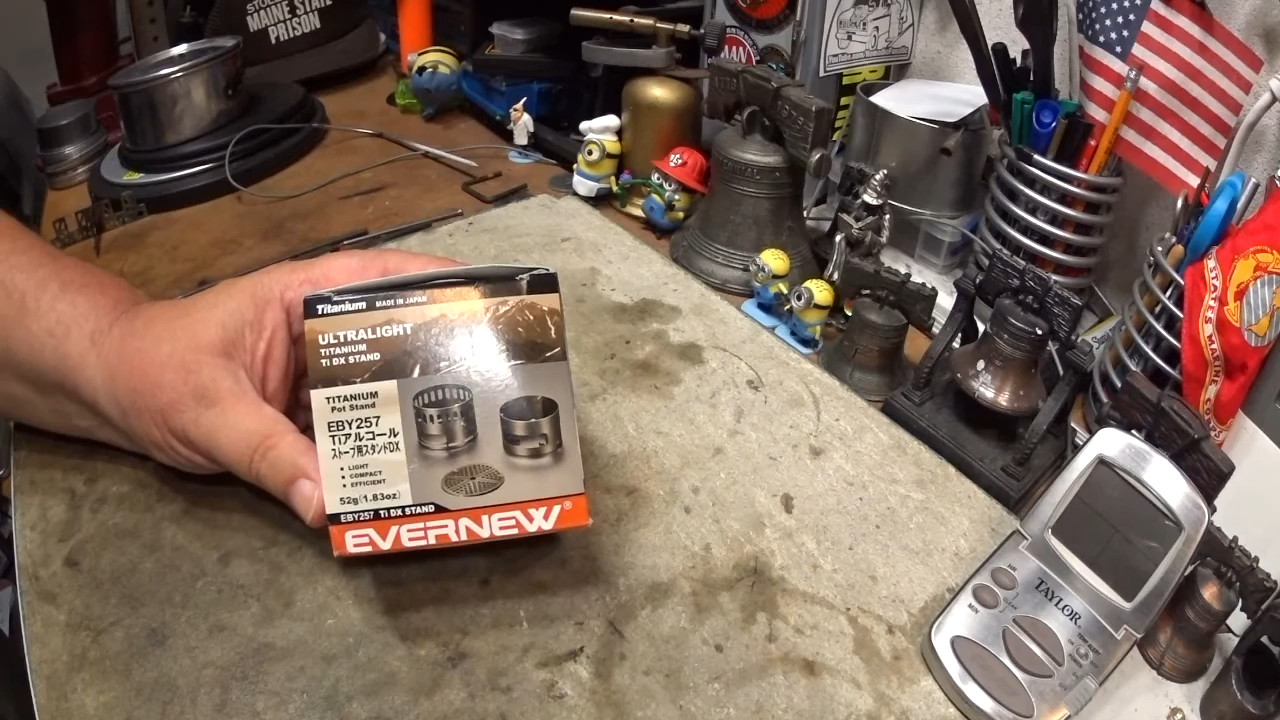 MAINE STATE
PRISON
Titanium MADE IN JAPAN
ULTRALIGHT
TITANIUM
Ti DX STAND
TITANIUM
Pot Stand
EBY257
Tiアルコール
ストーブ用スタンドDX
LIGHT
COMPACT
EFFICIENT
52g(1.83oz)
EBY257 Ti DX STAND
EVERNEW®
TAYLOR
HR
MIN
CLEAR